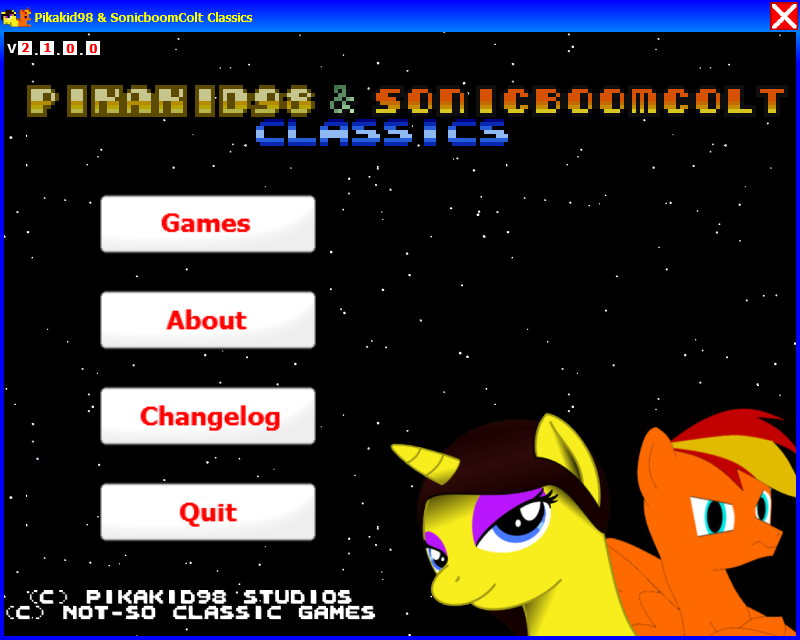 Pikakid98 & SonicboomColt Classics
v2.1.0.0
PIKAKID98 & SONICBOOMCOLT
CLASSICS
Games
About
Changelog
Quit
(C) PIKAKID98 STUDIOS
(C) NOT-SO CLASSIC GAMES